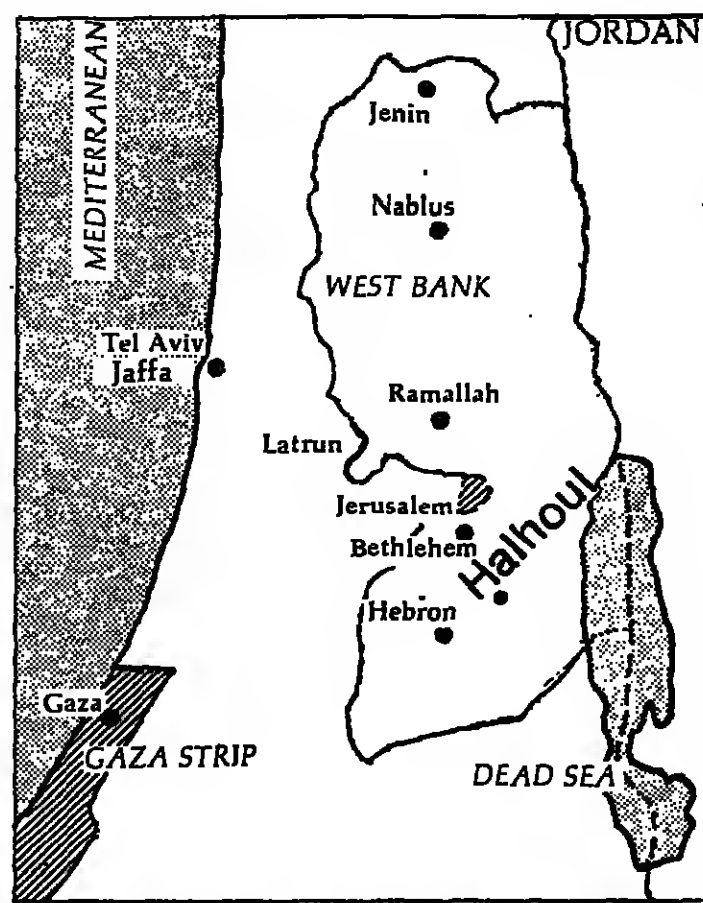 JORDAN
MEDITERRANEAN
Jenin
Nablus
WEST BANK
Tel Aviv
Jaffa
Ramallah
Latrun
Jerusalem
Halhoul
Bethlehem
Hebron
Gaza
GAZA STRIP
DEAD SEA